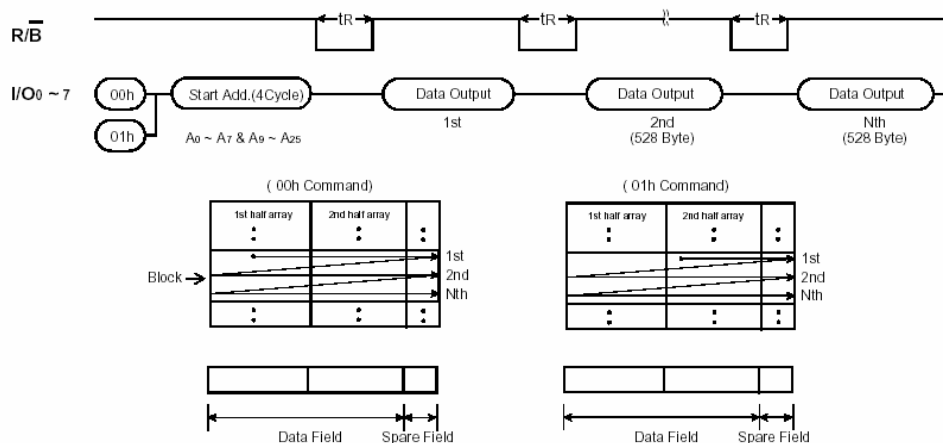 tR tR tR
R/B
I/O0 ~ 7 00h Start Add.(4Cycle) Data Output Data Output Data Output
01h A0 ~ A7 & A9 ~ A25 1st 2nd Nth
(528 Byte) (528 Byte)
( 00h Command) ( 01h Command)
1st half array 2nd half array 1st half array 2nd half array
1st 1st
Block 2nd 2nd
Nth Nth
Data Field Spare Field Data Field Spare Field